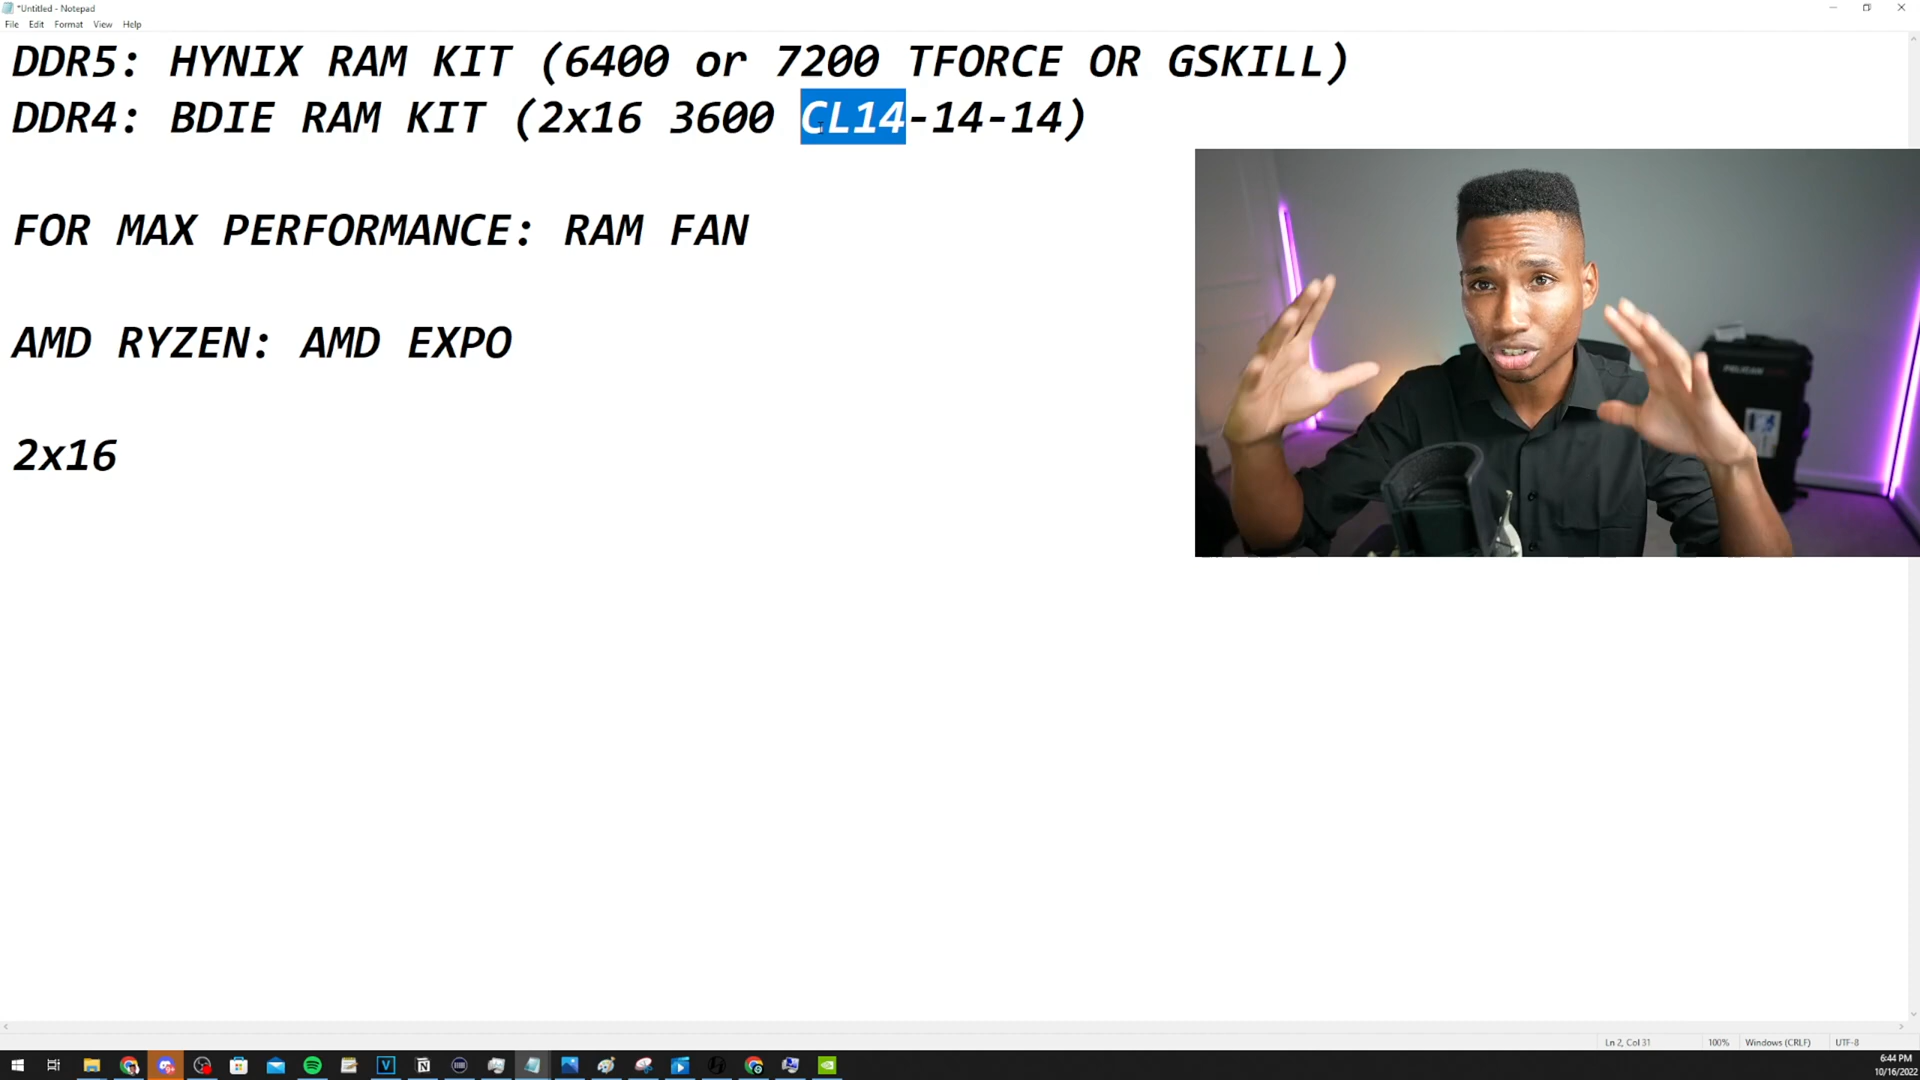 *Untitled - Notepad
File Edit Format View Help
DDR5: HYNIX RAM KIT (6400 or 7200 TFORCE OR GSKILL)
DDR4: BDIE RAM KIT (2x16 3600 CL14-14-14)
FOR MAX PERFORMANCE: RAM FAN
AMD RYZEN: AMD EXPO
2x16
PELICAN
Ln 2, Col 31 100% Windows (CRLF) UTF-8
6:44 PM
10/16/2022